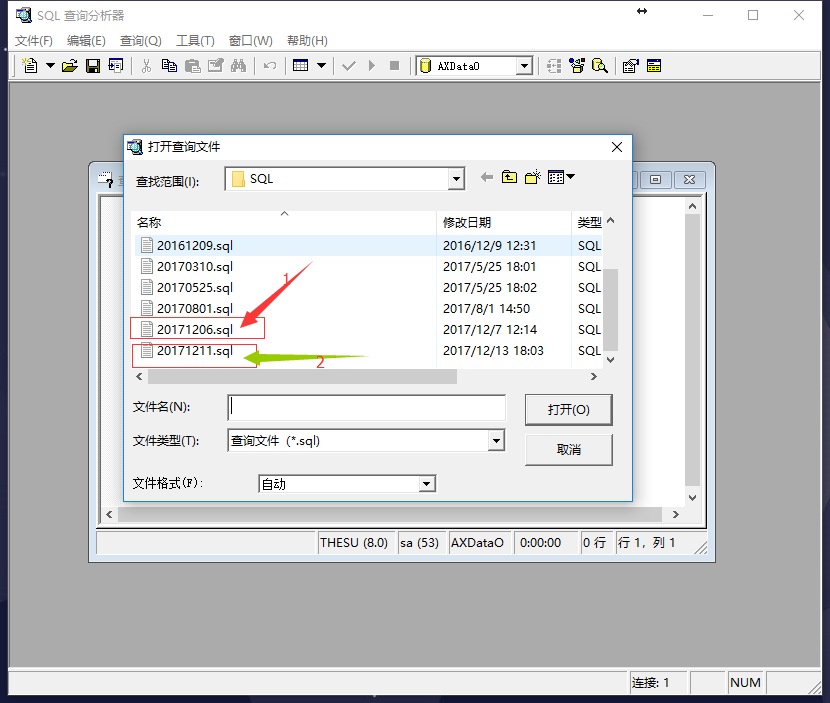 SQL 查询分析器
文件(F) 编辑(E) 查询(Q) 工具(T) 窗口(W) 帮助(H)
AXDataO
打开查询文件
查找范围(I): SQL
名称 修改日期 类型
20161209.sql 2016/12/9 12:31 SQL
20170310.sql 2017/5/25 18:01 SQL
20170525.sql 2017/5/25 18:02 SQL
1
20170801.sql 2017/8/1 14:50 SQL
20171206.sql 2017/12/7 12:14 SQL
20171211.sql 2017/12/13 18:03 SQL
2
文件名(N): 打开(O)
文件类型(T): 查询文件 (*.sql) 取消
文件格式(F): 自动
THESU (8.0) sa (53) AXDataO 0:00:00 0 行 行 1, 列 1
连接: 1 NUM